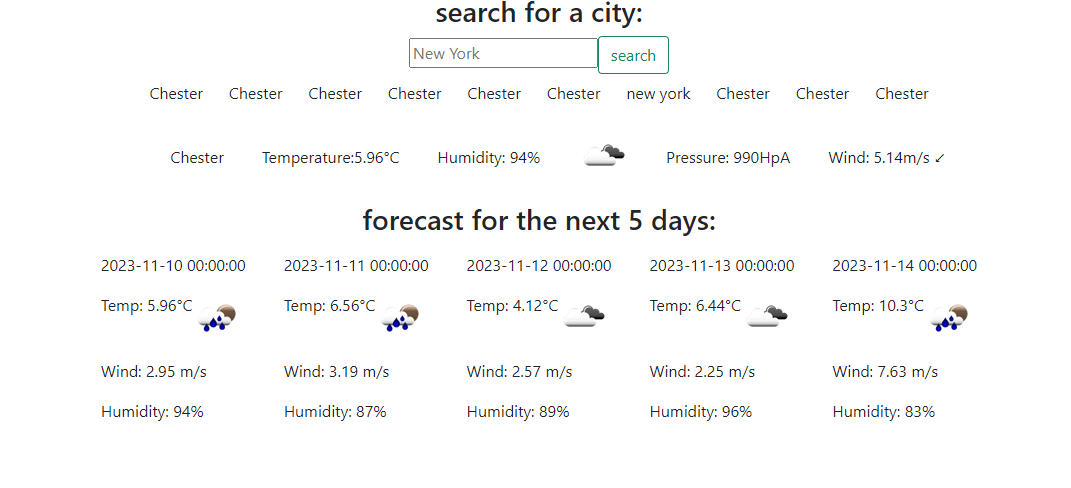 search for a city:
New York search
Chester Chester Chester Chester Chester Chester new york Chester Chester Chester
Chester Temperature:5.96°C Humidity: 94% Pressure: 990HpA Wind: 5.14m/s ↙
forecast for the next 5 days:
2023-11-10 00:00:00 2023-11-11 00:00:00 2023-11-12 00:00:00 2023-11-13 00:00:00 2023-11-14 00:00:00
Temp: 5.96°C Temp: 6.56°C Temp: 4.12°C Temp: 6.44°C Temp: 10.3°C
Wind: 2.95 m/s Wind: 3.19 m/s Wind: 2.57 m/s Wind: 2.25 m/s Wind: 7.63 m/s
Humidity: 94% Humidity: 87% Humidity: 89% Humidity: 96% Humidity: 83%